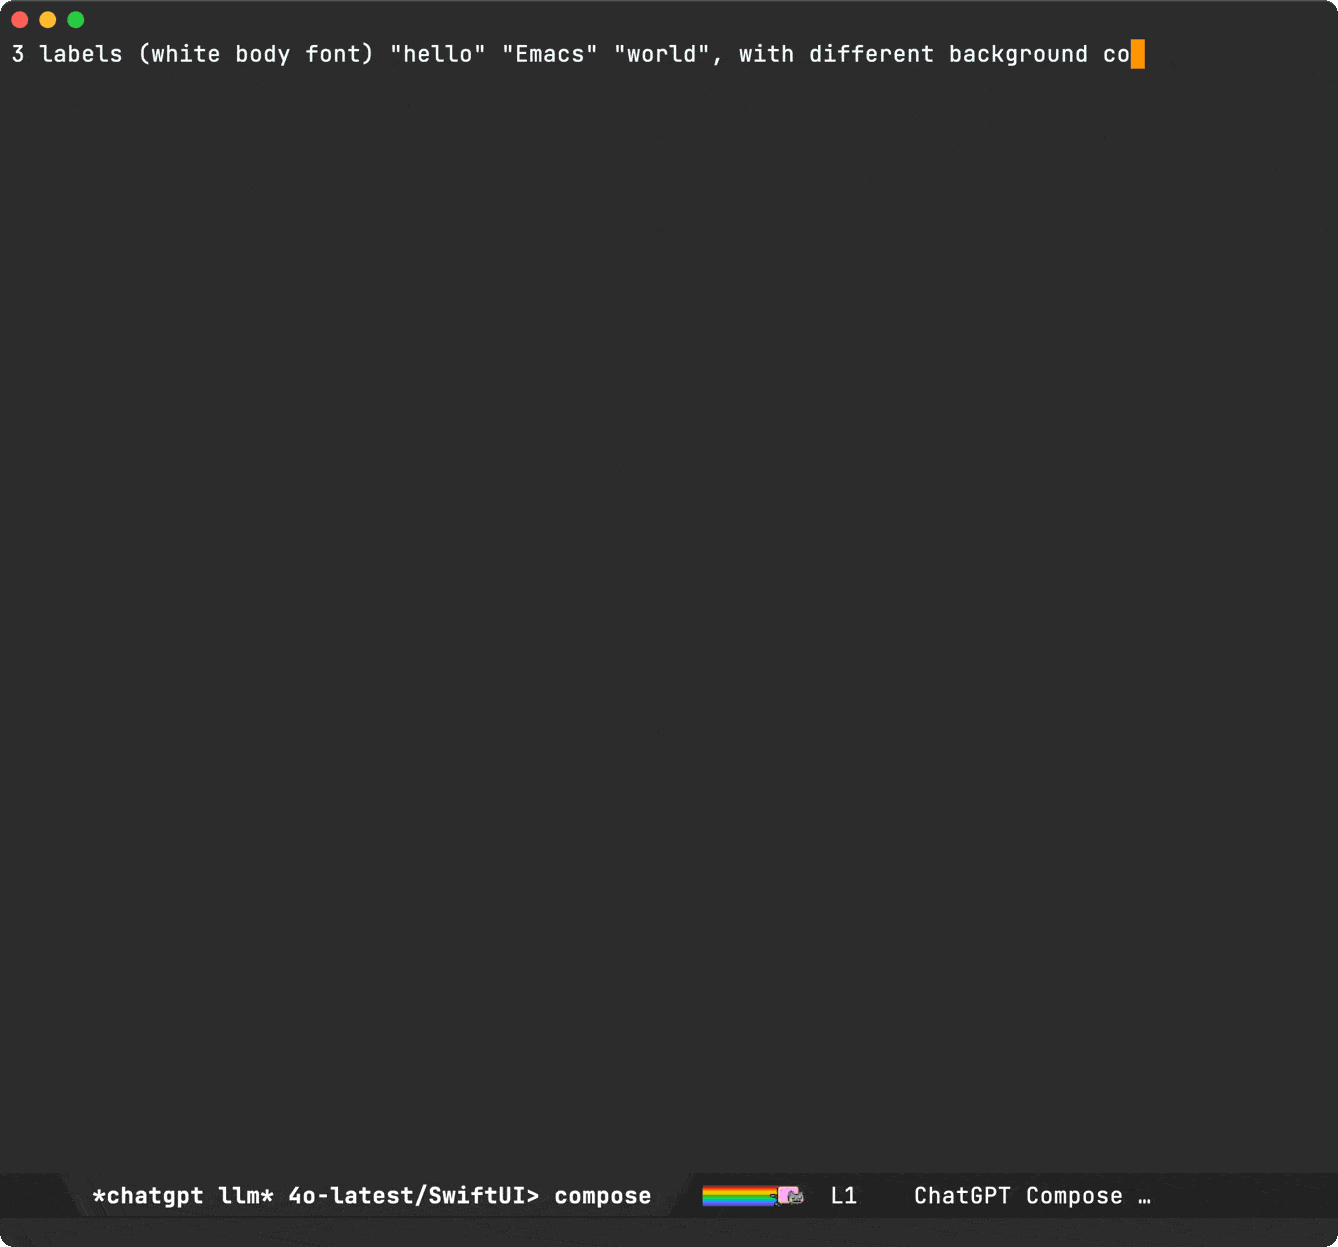 3 labels (white body font) "hello" "Emacs" "world", with different background co
*chatgpt llm* 4o-latest/SwiftUI> compose L1 ChatGPT Compose …